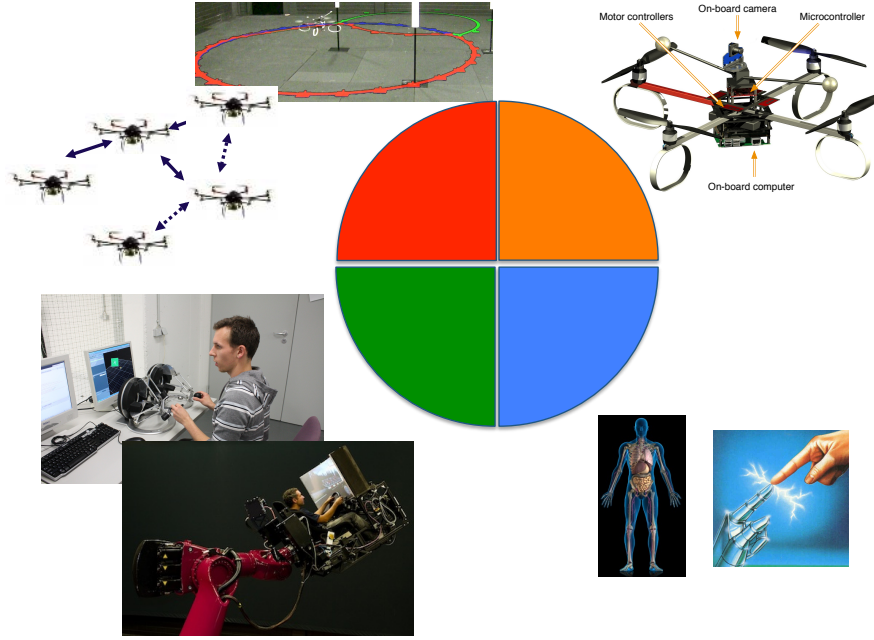 On-board camera
Motor controllers
Microcontroller
On-board computer